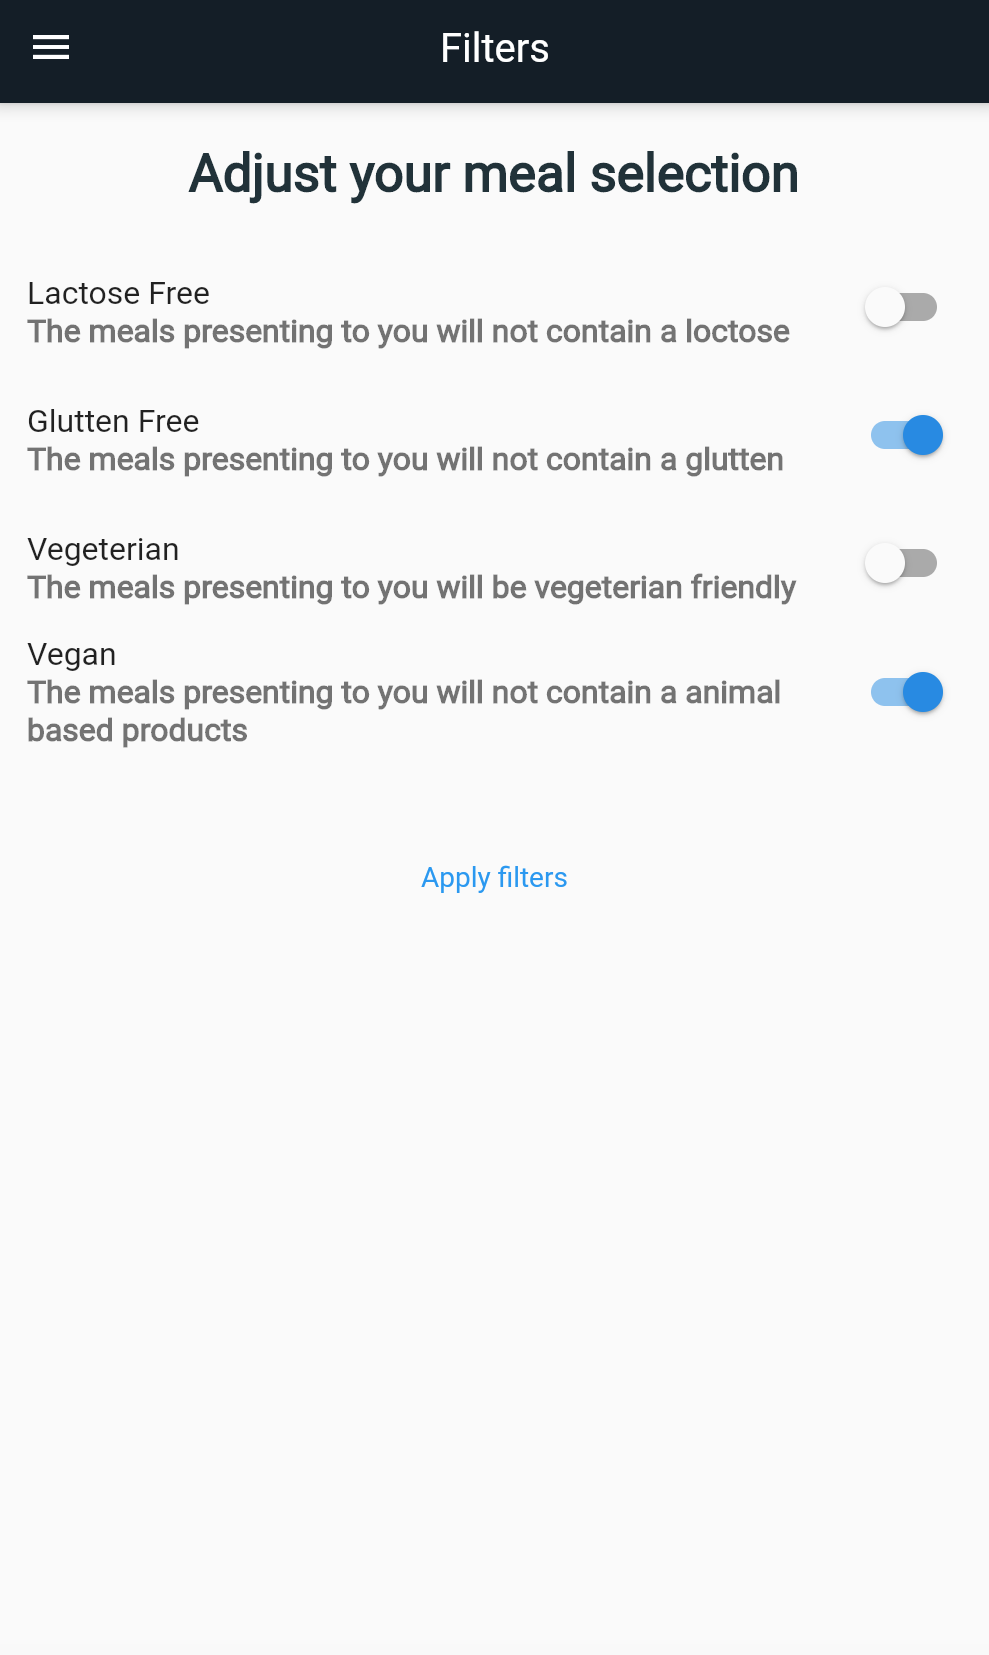 Filters
Adjust your meal selection
Lactose Free
The meals presenting to you will not contain a loctose
Glutten Free
The meals presenting to you will not contain a glutten
Vegeterian
The meals presenting to you will be vegeterian friendly
Vegan
The meals presenting to you will not contain a animal
based products
Apply filters